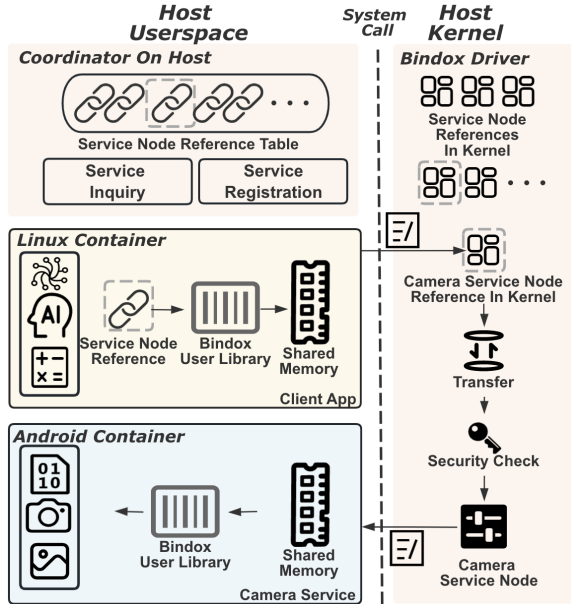 Host
Userspace
System
Call
Host
Kernel
Coordinator On Host
Service Node Reference Table
Service
Inquiry
Service
Registration
Bindox Driver
Service Node
References
In Kernel
Linux Container
AI
Service Node
Reference
Bindox
User Library
Shared
Memory
Client App
Camera Service Node
Reference In Kernel
Transfer
Security Check
Camera
Service Node
Android Container
01
10
Bindox
User Library
Shared
Memory
Camera Service